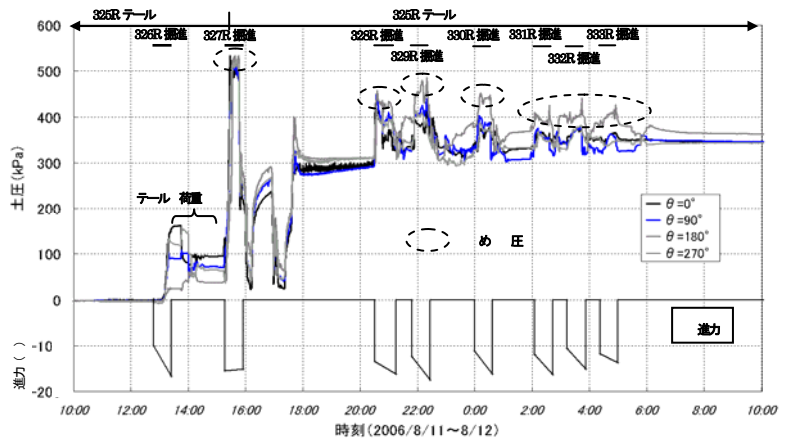 325R テール 325R テール
326R 掘進 327R 掘進 328R 掘進 330R 掘進 331R 掘進 333R 掘進
329R 掘進 332R 掘進
600
500
400
300
200
100
0
-10
-20
土圧(kPa)
進力 ( )
テール 荷重
め 圧
θ=0°
θ=90°
θ=180°
θ=270°
進力
10:00 12:00 14:00 16:00 18:00 20:00 22:00 0:00 2:00 4:00 6:00 8:00 10:00
時刻(2006/8/11～8/12)